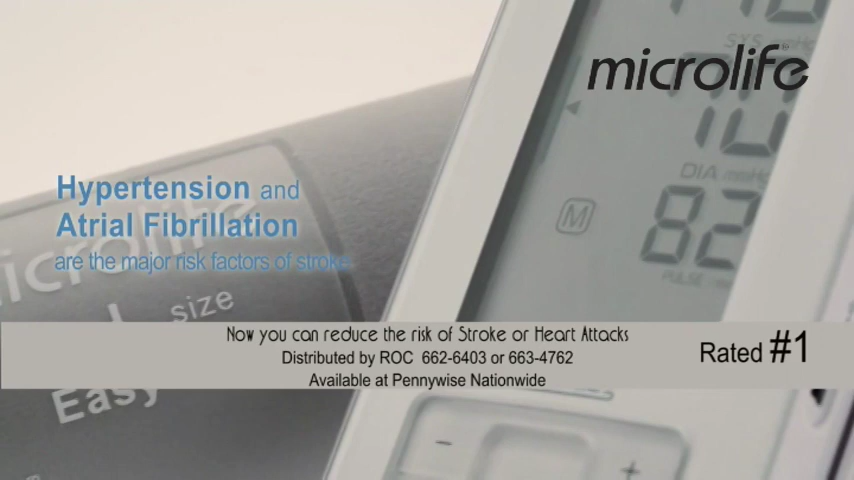 microlife®
SYS mmHg
DIA mmHg
M
82
Hypertension and
Atrial Fibrillation
are the major risk factors of stroke
size
Now you can reduce the risk of Stroke or Heart Attacks
Distributed by ROC 662-6403 or 663-4762
Available at Pennywise Nationwide
Rated #1
Easy
- +